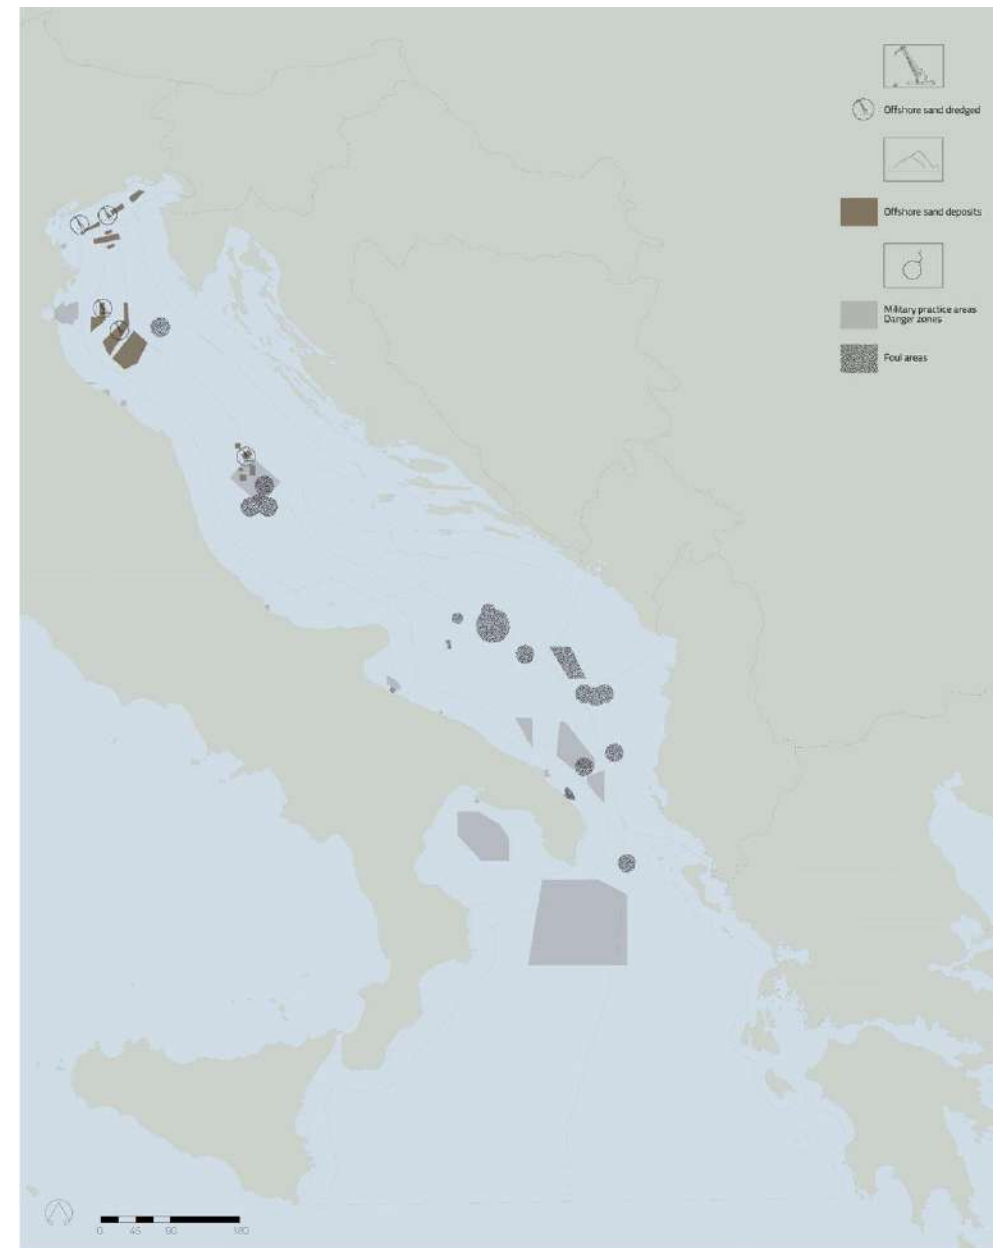 Offshore sand dredged
Offshore sand deposits
Military practice areas
Danger zones
Foul areas
0 45 90 180